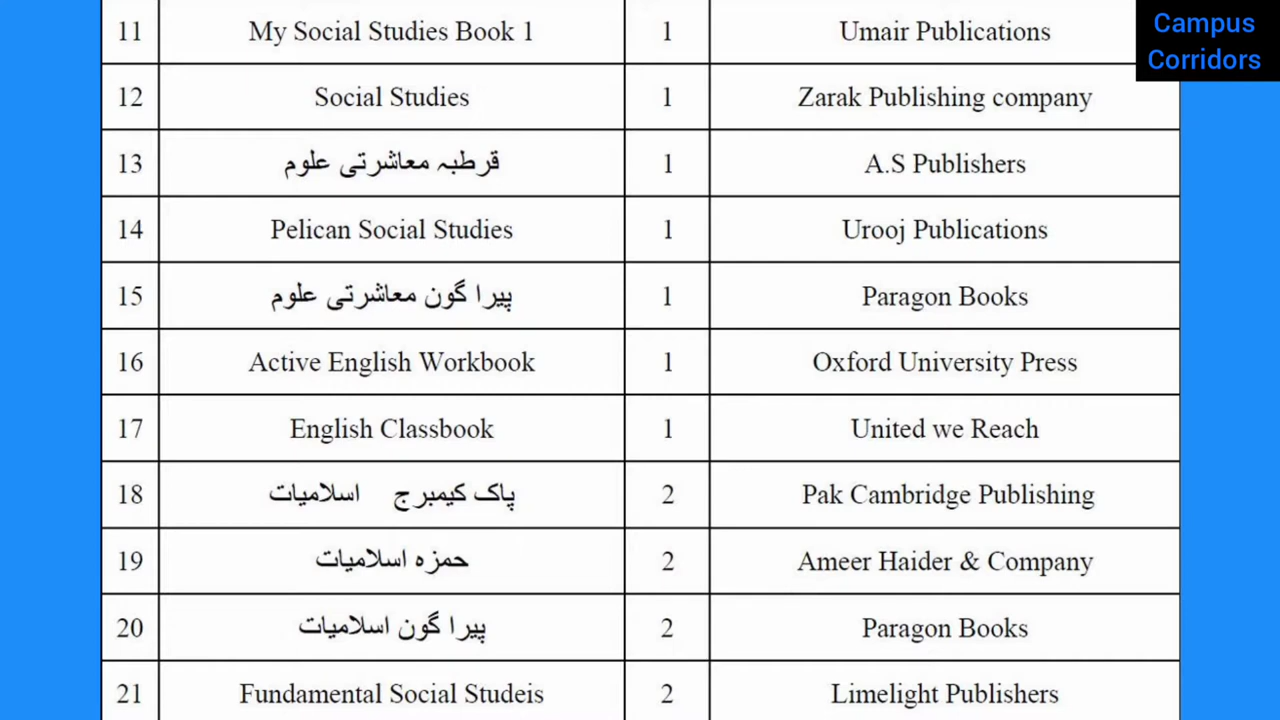 Campus
Corridors
11 My Social Studies Book 1 1 Umair Publications
12 Social Studies 1 Zarak Publishing company
13 قرطبہ معاشرتی علوم 1 A.S Publishers
14 Pelican Social Studies 1 Urooj Publications
15 پیرا گون معاشرتی علوم 1 Paragon Books
16 Active English Workbook 1 Oxford University Press
17 English Classbook 1 United we Reach
18 پاک کیمبرج اسلامیات 2 Pak Cambridge Publishing
19 حمزہ اسلامیات 2 Ameer Haider & Company
20 پیرا گون اسلامیات 2 Paragon Books
21 Fundamental Social Studeis 2 Limelight Publishers